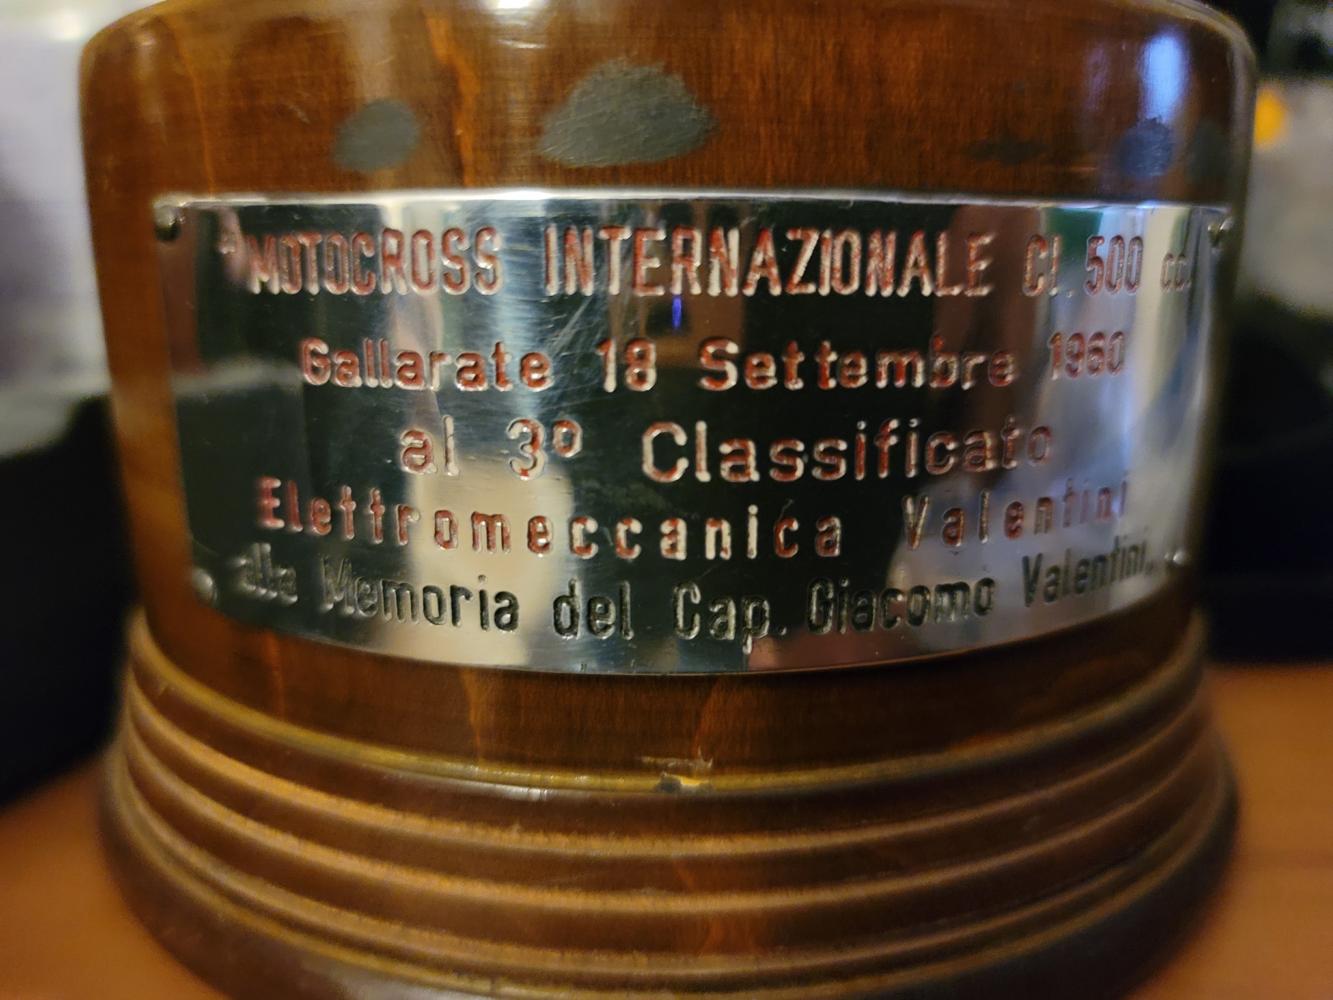 "MOTOCROSS INTERNAZIONALE Cl. 500 cc.
Gallarate 18 Settembre 1960
al 3º Classificato
Elettromeccanica Valentini
alla Memoria del Cap. Giacomo Valentini.